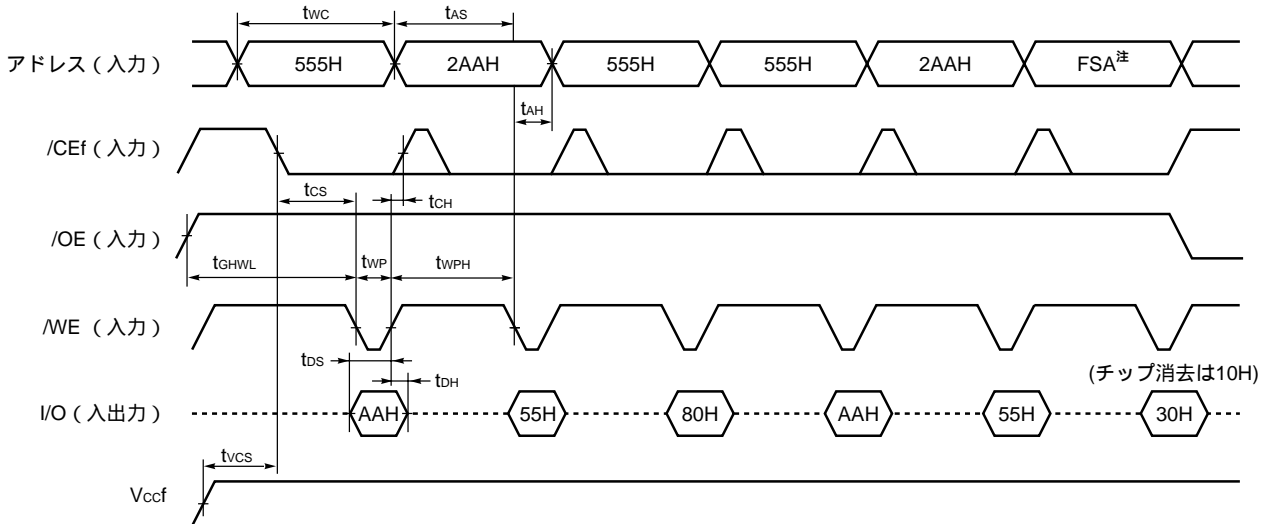 tWC tAS
アドレス（入力） 555H 2AAH 555H 555H 2AAH FSA注
tAH
/CEf（入力）
tCS tCH
/OE（入力）
tGHWL tWP tWPH
/WE（入力）
tDS tDH (チップ消去は10H)
I/O（入出力） AAH 55H 80H AAH 55H 30H
tVCS
VCCf